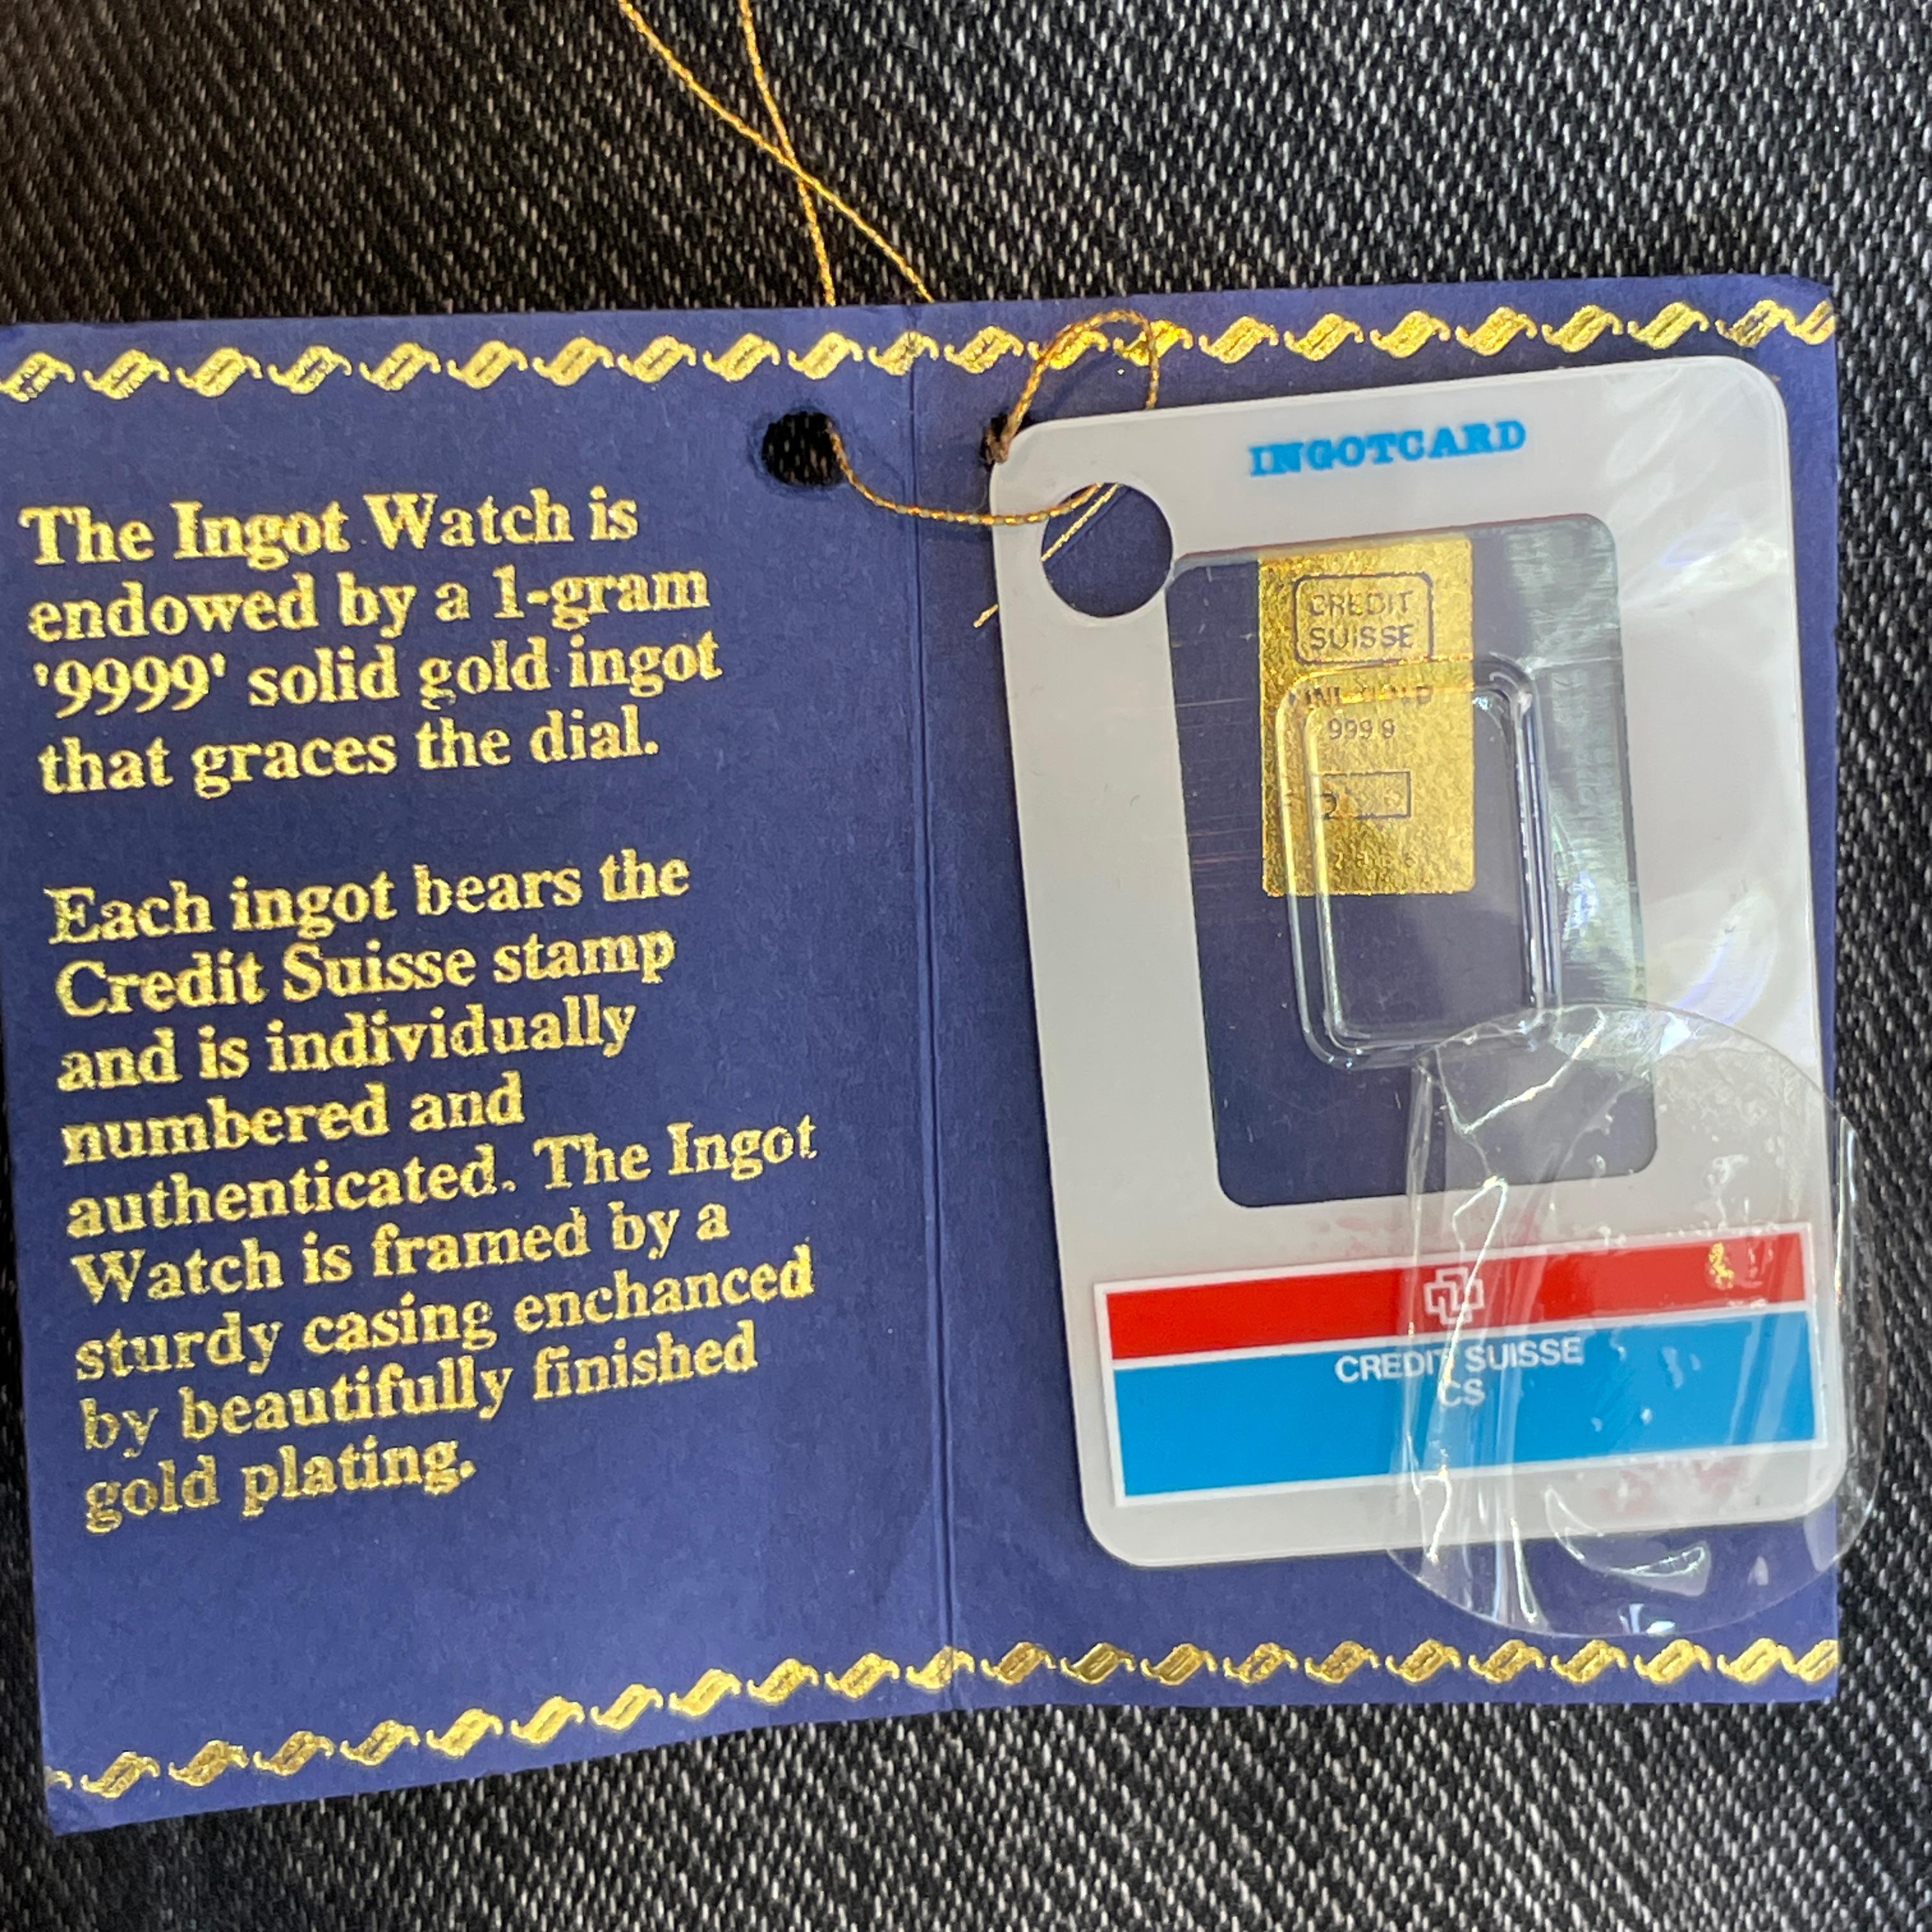 The Ingot Watch is
endowed by a 1-gram
'9999' solid gold ingot
that graces the dial.
Each ingot bears the
Credit Suisse stamp
and is individually
numbered and
authenticated. The Ingot
Watch is framed by a
sturdy casing enchanced
by beautifully finished
gold plating.
INGOTCARD
CREDIT
SUISSE
999 9
CREDIT SUISSE
CS